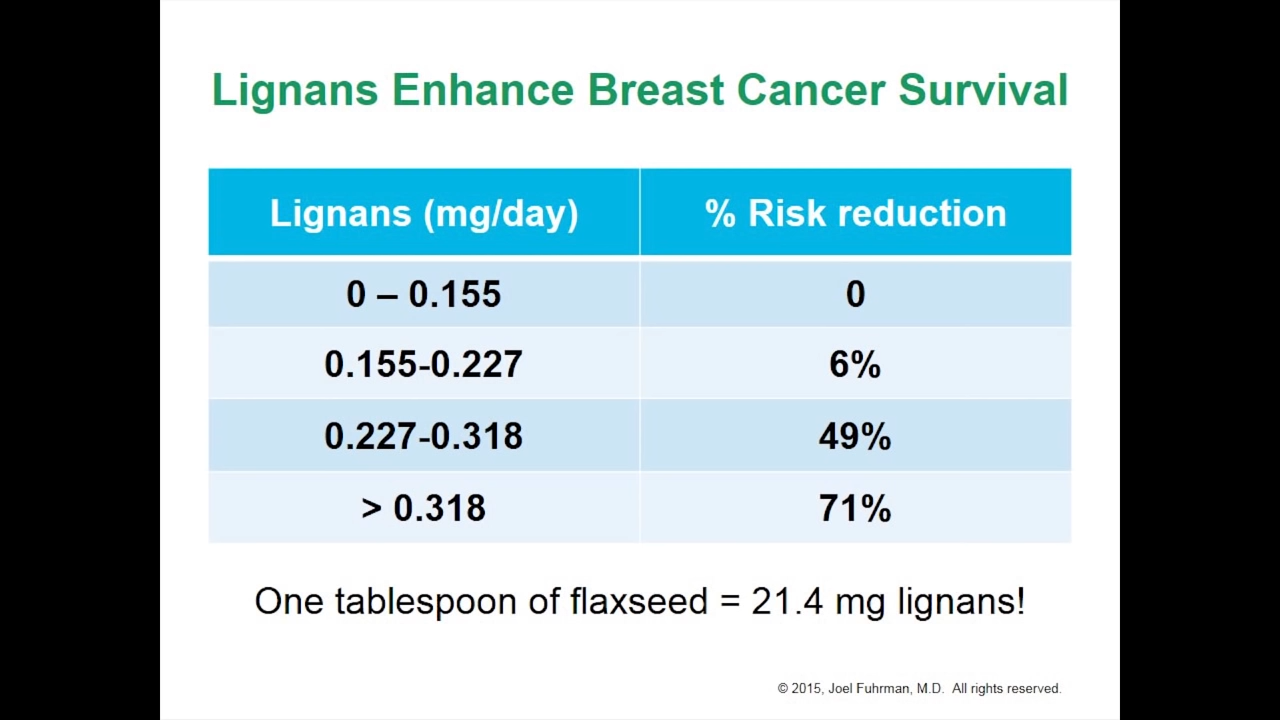 Lignans Enhance Breast Cancer Survival
Lignans (mg/day) % Risk reduction
0 – 0.155 0
0.155-0.227 6%
0.227-0.318 49%
> 0.318 71%
One tablespoon of flaxseed = 21.4 mg lignans!
© 2015, Joel Fuhrman, M.D. All rights reserved.